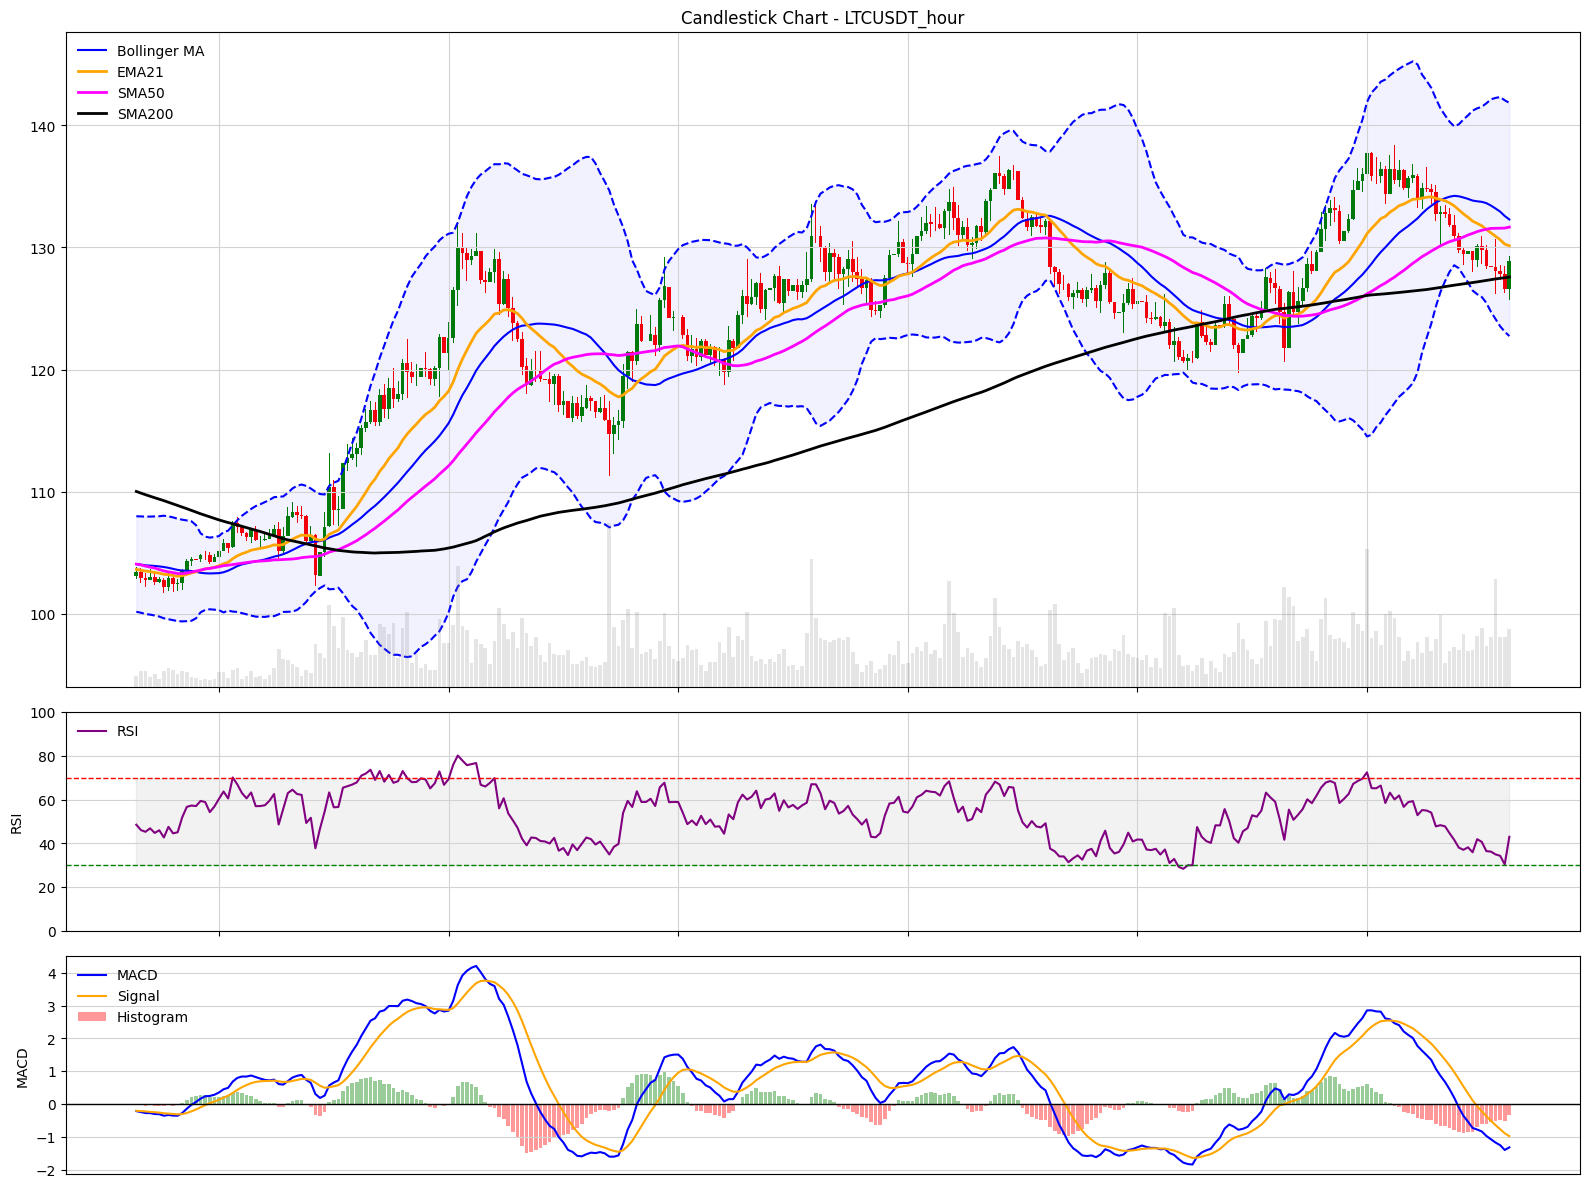 Candlestick Chart - LTCUSDT_hour
Bollinger MA
EMA21
SMA50
SMA200
140
130
120
110
100
100
RSI
80
60
RSI
40
20
0
MACD
4
Signal
3
Histogram
2
MACD
1
0
−1
−2